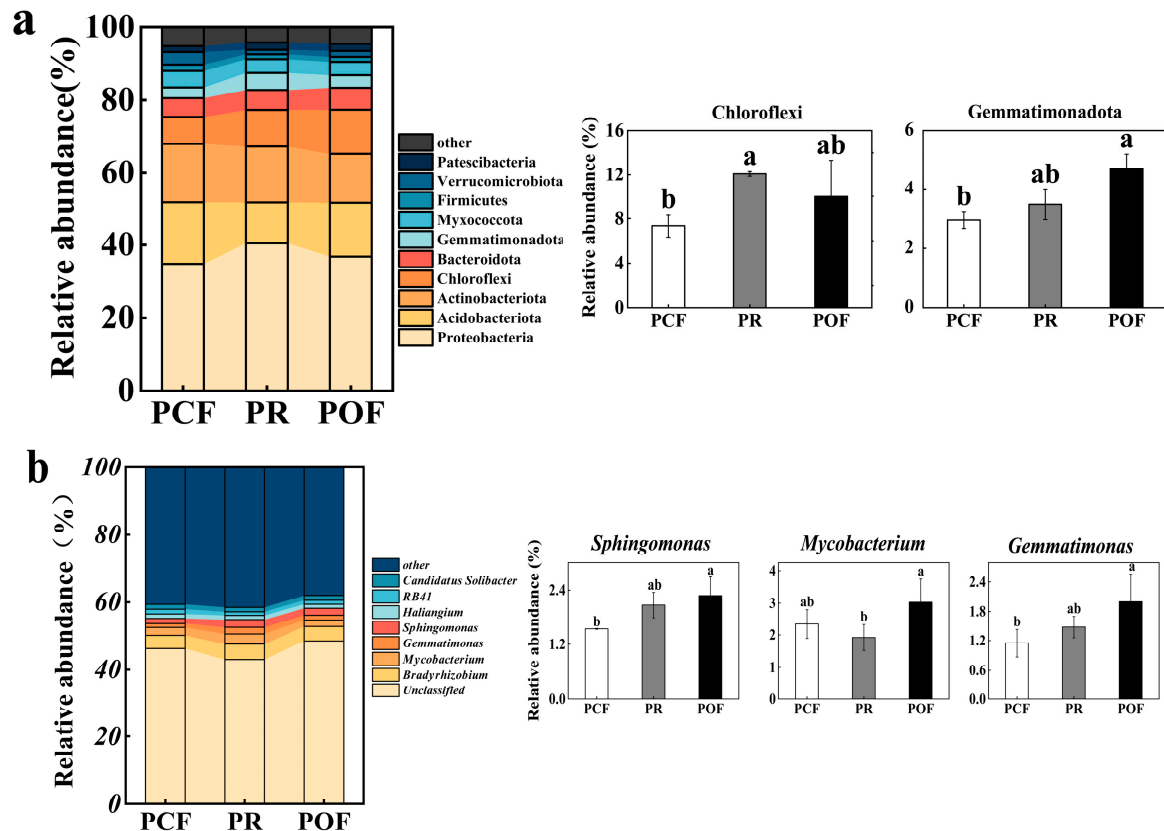 a
Relative abundance(%)
100
80
60
40
20
0
PCF PR POF
other
Patescibacteria
Verrucomicrobiota
Firmicutes
Myxococcota
Gemmatimonadota
Bacteroidota
Chloroflexi
Actinobacteriota
Acidobacteriota
Proteobacteria
Chloroflexi
Relative abundance (%)
16
12
8
4
0
b a ab
PCF PR POF
Gemmatimonadota
6
4
2
0
b ab a
PCF PR POF
b
Relative abundance（%）
100
80
60
40
20
0
PCF PR POF
other
Candidatus Solibacter
RB41
Haliangium
Sphingomonas
Gemmatimonas
Mycobacterium
Bradyrhizobium
Unclassified
Sphingomonas
Relative abundance (%)
2.4
1.2
0.0
b ab a
PCF PR POF
Mycobacterium
4
3
2
1
0
ab b a
PCF PR POF
Gemmatimonas
2.4
1.8
1.2
0.6
0.0
b ab a
PCF PR POF